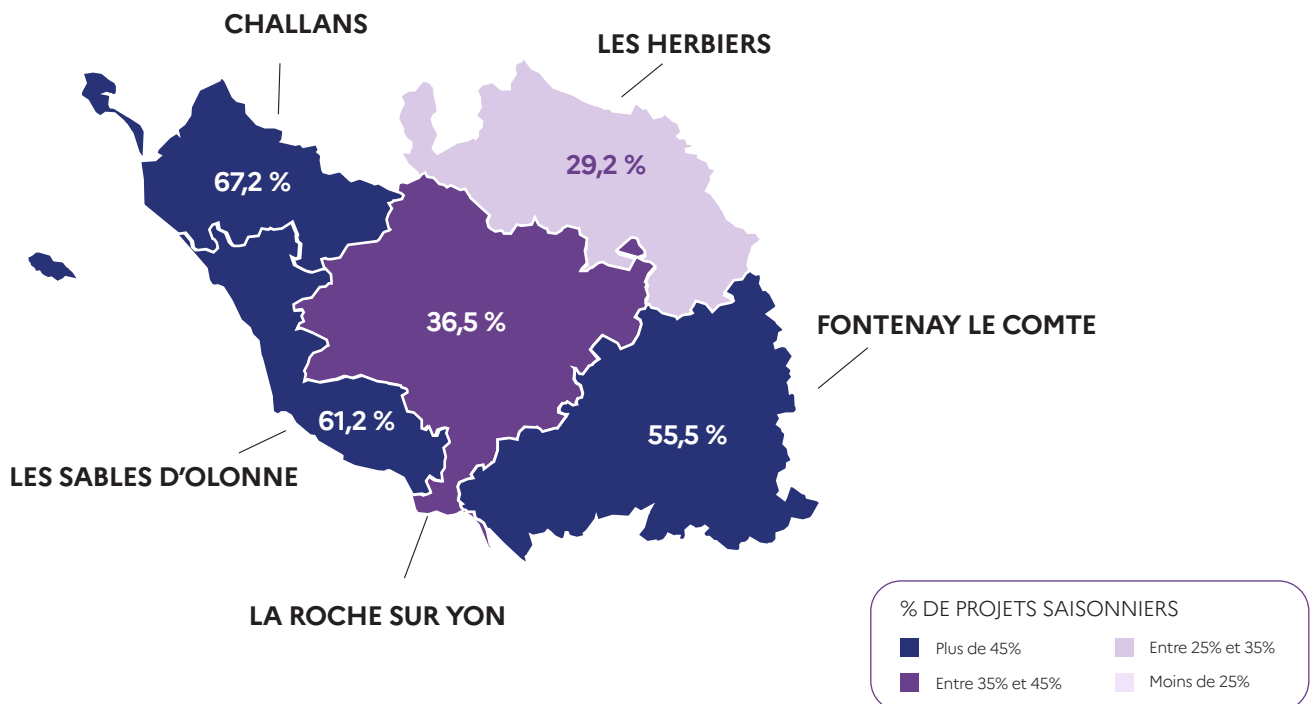 CHALLANS
LES HERBIERS
67,2 %
29,2 %
36,5 %
FONTENAY LE COMTE
61,2 %
55,5 %
LES SABLES D’OLONNE
LA ROCHE SUR YON
% DE PROJETS SAISONNIERS
Plus de 45%
Entre 25% et 35%
Entre 35% et 45%
Moins de 25%